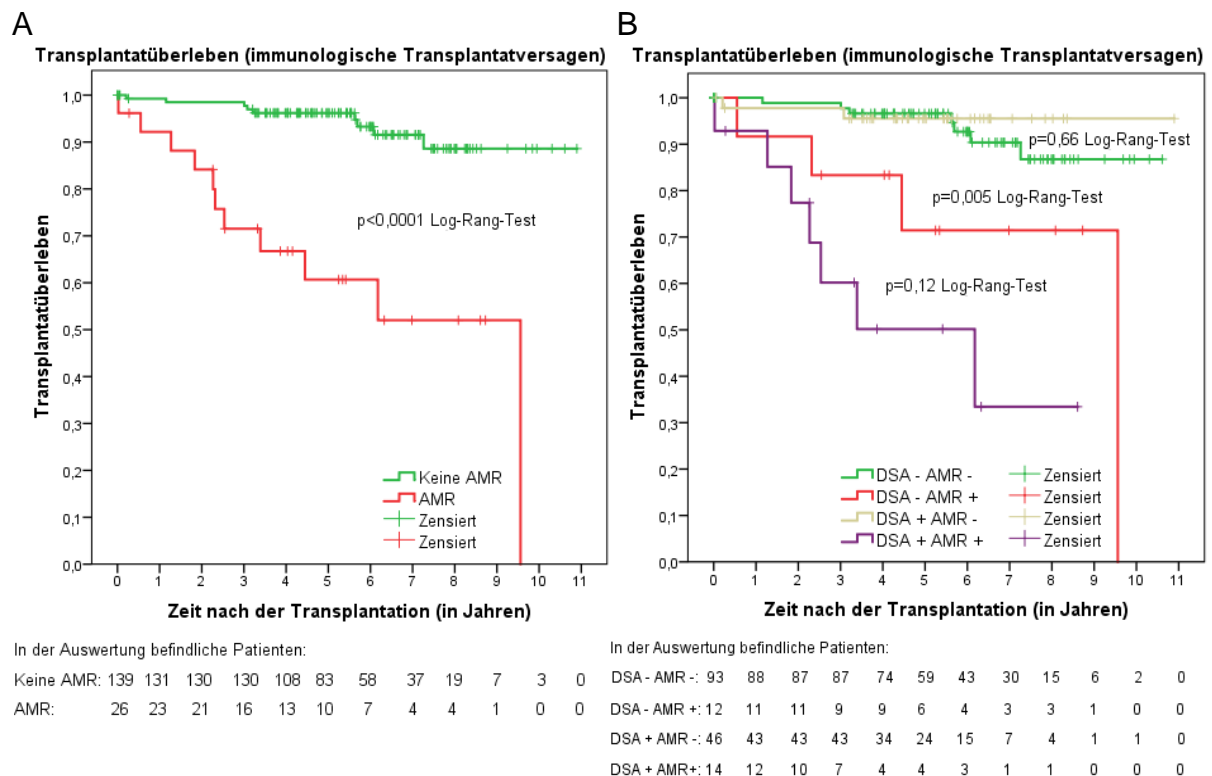 A
Transplantatüberleben (immunologische Transplantatversagen)
Transplantatüberleben
1,0
0,9
0,8
0,7
0,6
0,5
0,4
0,3
0,2
0,1
0,0
p<0,0001 Log-Rang-Test
Keine AMR
AMR
Zensiert
Zensiert
0 1 2 3 4 5 6 7 8 9 10 11
Zeit nach der Transplantation (in Jahren)
In der Auswertung befindliche Patienten:
Keine AMR: 139 131 130 130 108 83 58 37 19 7 3 0
AMR: 26 23 21 16 13 10 7 4 4 1 0 0
B
Transplantatüberleben (immunologische Transplantatversagen)
Transplantatüberleben
1,0
0,9
0,8
0,7
0,6
0,5
0,4
0,3
0,2
0,1
0,0
p=0,66 Log-Rang-Test
p=0,005 Log-Rang-Test
p=0,12 Log-Rang-Test
DSA - AMR - Zensiert
DSA - AMR + Zensiert
DSA + AMR - Zensiert
DSA + AMR + Zensiert
0 1 2 3 4 5 6 7 8 9 10 11
Zeit nach der Transplantation (in Jahren)
In der Auswertung befindliche Patienten:
DSA - AMR -: 93 88 87 87 74 59 43 30 15 6 2 0
DSA - AMR +: 12 11 11 9 9 6 4 3 3 1 0 0
DSA + AMR -: 46 43 43 43 34 24 15 7 4 1 1 0
DSA + AMR+: 14 12 10 7 4 4 3 1 1 0 0 0